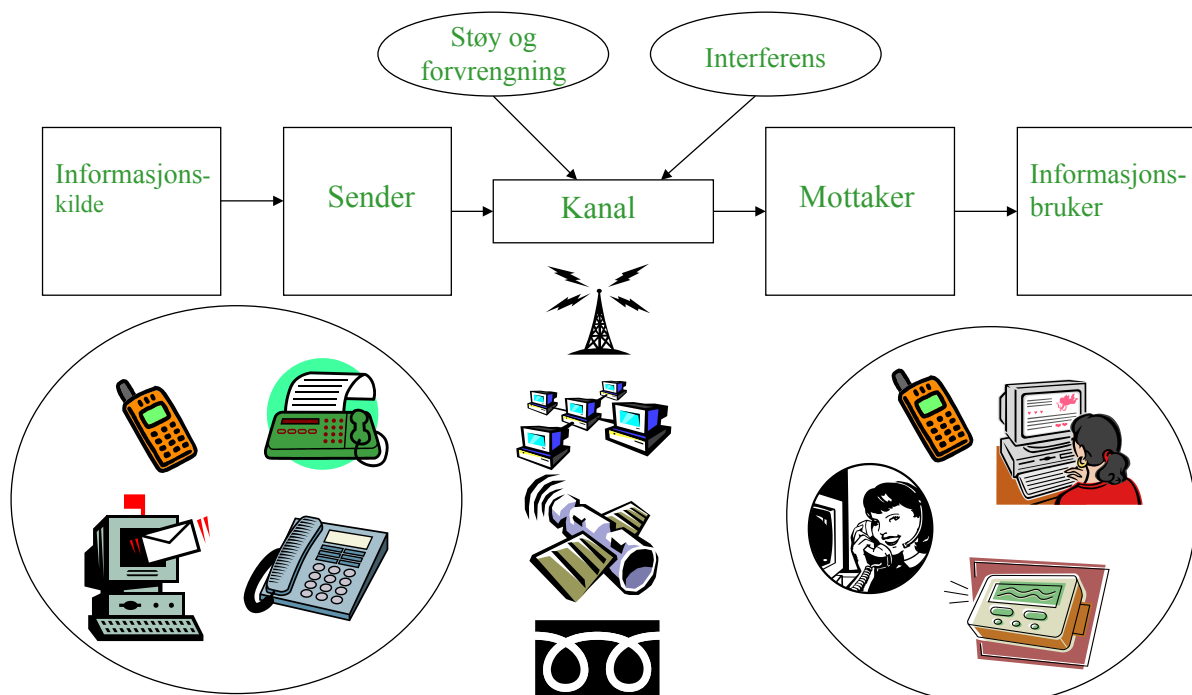 Støy og
forvrengning
Interferens
Informasjons-
kilde
Sender
Kanal
Mottaker
Informasjons-
bruker